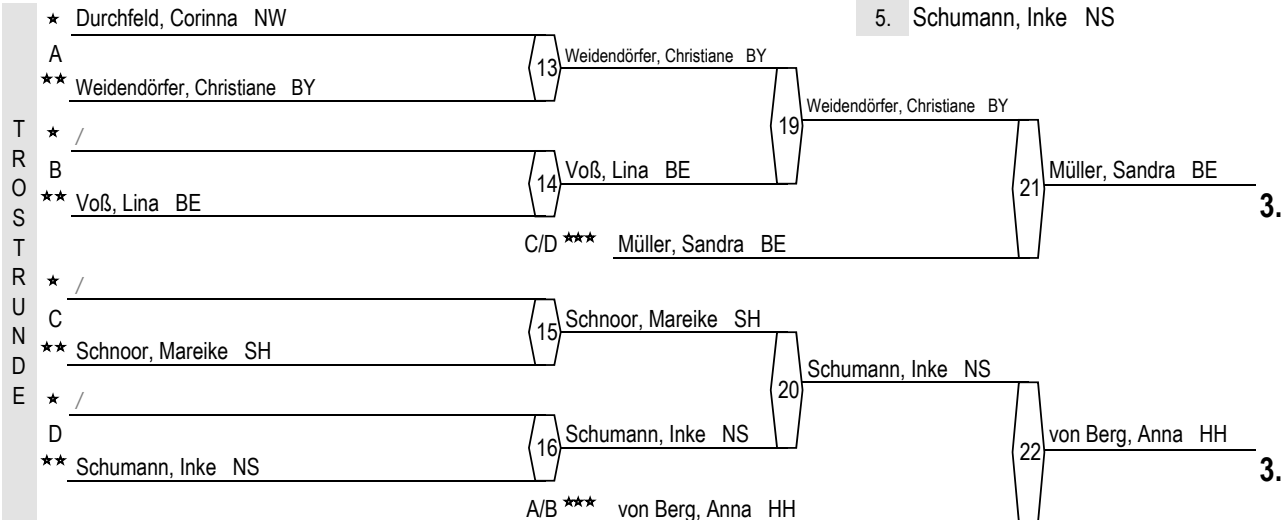 ★ Durchfeld, Corinna NW
5. Schumann, Inke NS
A
13
Weidendörfer, Christiane BY
★★ Weidendörfer, Christiane BY
19
Weidendörfer, Christiane BY
TROSTRUNDE
★ /
B
14
Voß, Lina BE
★★ Voß, Lina BE
21
Müller, Sandra BE
3.
C/D ★★★ Müller, Sandra BE
★ /
C
15
Schnoor, Mareike SH
★★ Schnoor, Mareike SH
20
Schumann, Inke NS
★ /
D
16
Schumann, Inke NS
★★ Schumann, Inke NS
22
von Berg, Anna HH
3.
A/B ★★★ von Berg, Anna HH